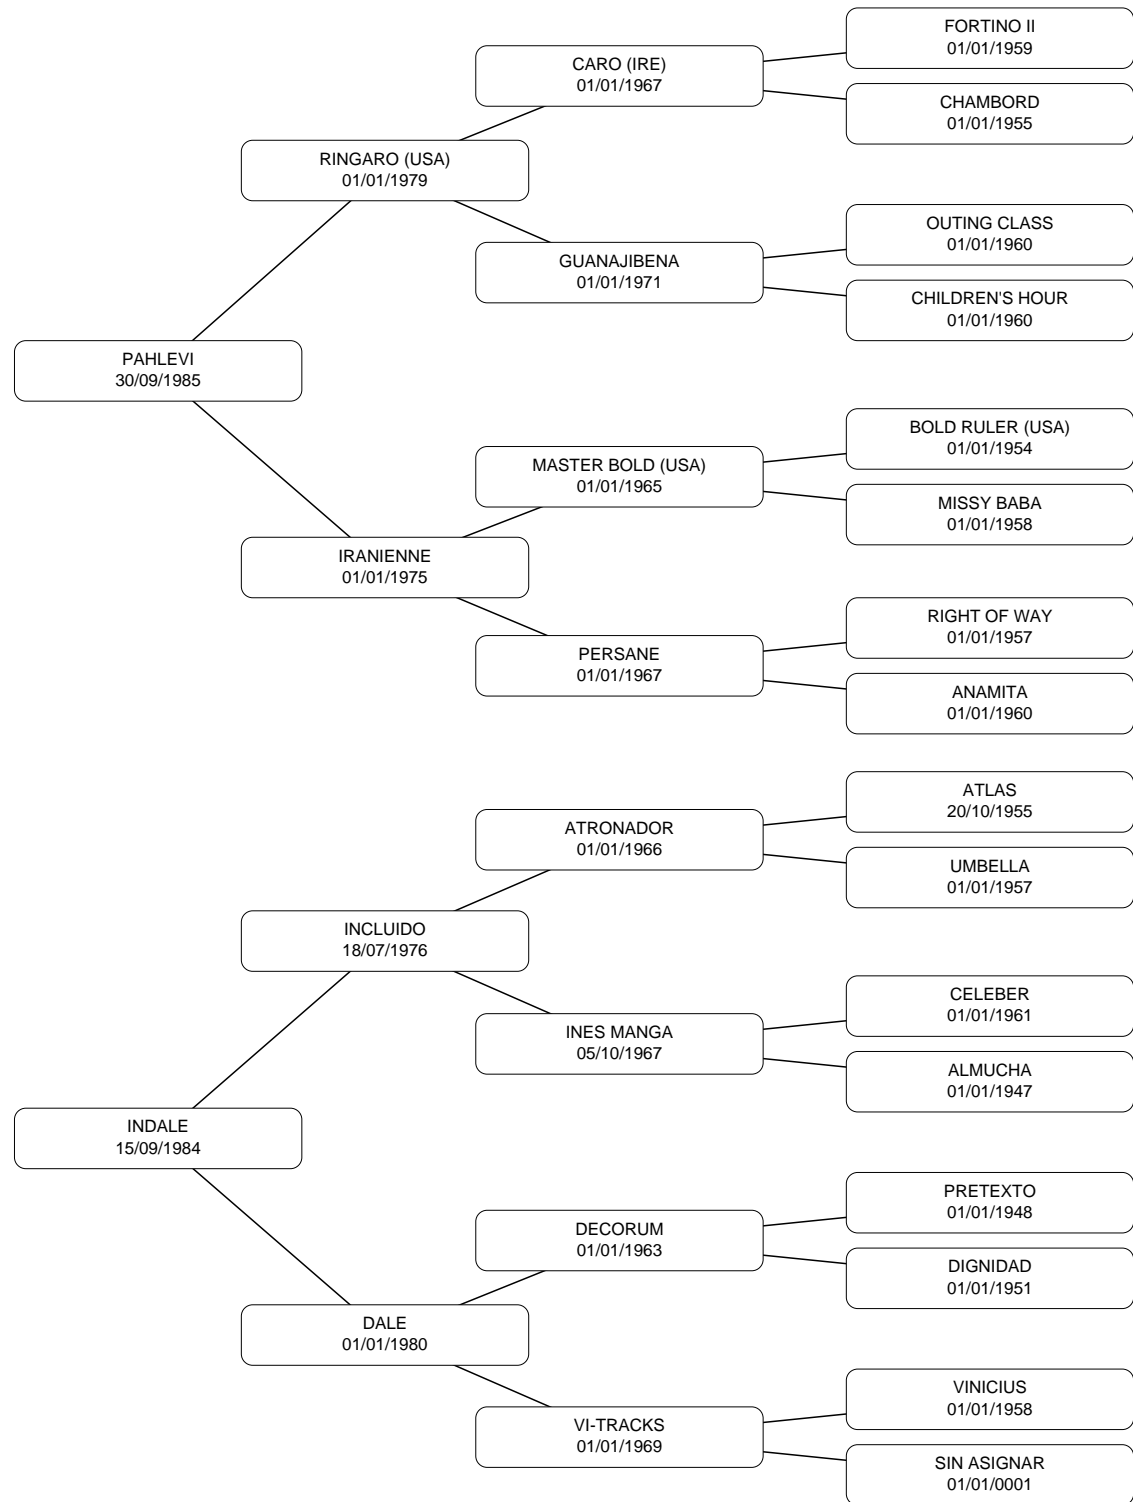 FORTINO II
01/01/1959
CARO (IRE)
01/01/1967
CHAMBORD
01/01/1955
RINGARO (USA)
01/01/1979
OUTING CLASS
01/01/1960
GUANAJIBENA
01/01/1971
CHILDREN'S HOUR
01/01/1960
PAHLEVI
30/09/1985
BOLD RULER (USA)
01/01/1954
MASTER BOLD (USA)
01/01/1965
MISSY BABA
01/01/1958
IRANIENNE
01/01/1975
RIGHT OF WAY
01/01/1957
PERSANE
01/01/1967
ANAMITA
01/01/1960
ATLAS
20/10/1955
ATRONADOR
01/01/1966
UMBELLA
01/01/1957
INCLUIDO
18/07/1976
CELEBER
01/01/1961
INES MANGA
05/10/1967
ALMUCHA
01/01/1947
INDALE
15/09/1984
PRETEXTO
01/01/1948
DECORUM
01/01/1963
DIGNIDAD
01/01/1951
DALE
01/01/1980
VINICIUS
01/01/1958
VI-TRACKS
01/01/1969
SIN ASIGNAR
01/01/0001